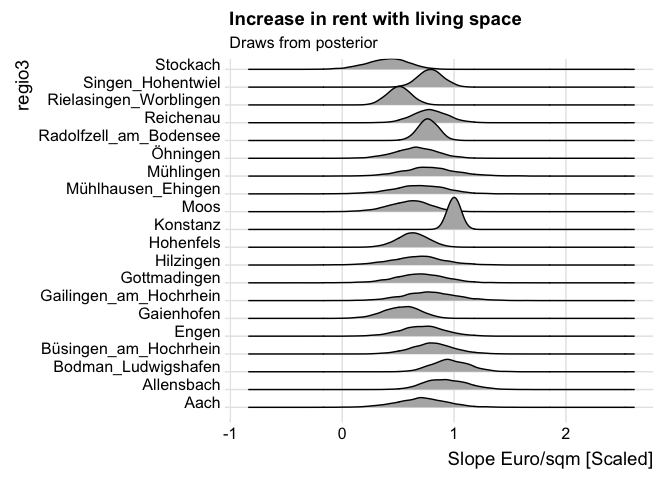 Increase in rent with living space
Draws from posterior
regio3
Stockach
Singen_Hohentwiel
Rielasingen_Worblingen
Reichenau
Radolfzell_am_Bodensee
Öhningen
Mühlingen
Mühlhausen_Ehingen
Moos
Konstanz
Hohenfels
Hilzingen
Gottmadingen
Gailingen_am_Hochrhein
Gaienhofen
Engen
Büsingen_am_Hochrhein
Bodman_Ludwigshafen
Allensbach
Aach
-1 0 1 2
Slope Euro/sqm [Scaled]